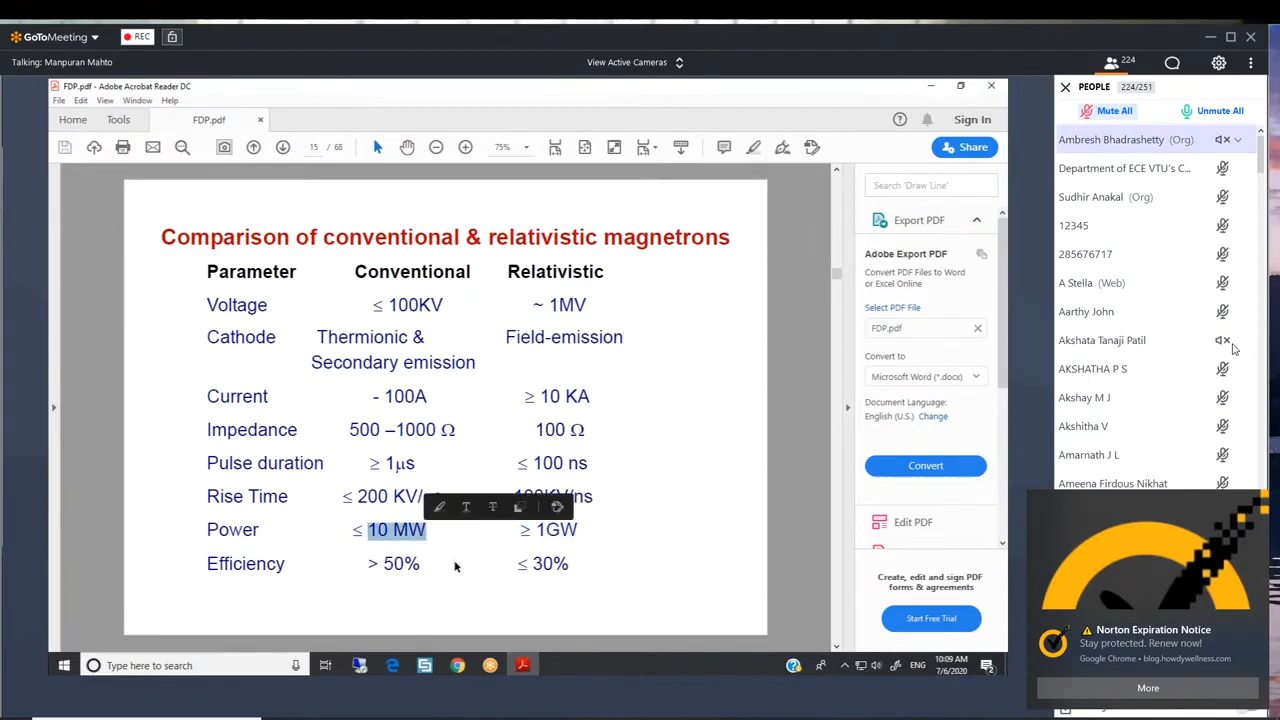 GoToMeeting
REC
Talking: Manpuran Mahto
View Active Cameras
224
FDP.pdf - Adobe Acrobat Reader DC
File Edit View Window Help
Home Tools FDP.pdf × Sign In
15 / 68 75% Share
Comparison of conventional & relativistic magnetrons
Parameter Conventional Relativistic
Voltage ≤ 100KV ~ 1MV
Cathode Thermionic & Field-emission
Secondary emission
Current - 100A ≥ 10 KA
Impedance 500 –1000 Ω 100 Ω
Pulse duration ≥ 1μs ≤ 100 ns
Rise Time ≤ 200 KV/
Power ≤ 10 MW ≥ 1GW
Efficiency > 50% ≤ 30%
Search 'Draw Line'
Export PDF
Adobe Export PDF
Convert PDF Files to Word
or Excel Online
Select PDF File
FDP.pdf
Convert to
Microsoft Word (*.docx)
Document Language:
English (U.S.) Change
Convert
Edit PDF
Create, edit and sign PDF
forms & agreements
Start Free Trial
PEOPLE 224/251
Mute All Unmute All
Ambresh Bhadrashetty (Org)
Department of ECE VTU's C...
Sudhir Anakal (Org)
12345
285676717
A Stella (Web)
Aarthy John
Akshata Tanaji Patil
AKSHATHA P S
Akshay M J
Akshitha V
Amarnath J L
Ameena Firdous Nikhat
Norton Expiration Notice
Stay protected. Renew now!
Google Chrome • blog.howdywellness.com
More
Type here to search
ENG
10:09 AM
7/6/2020
2